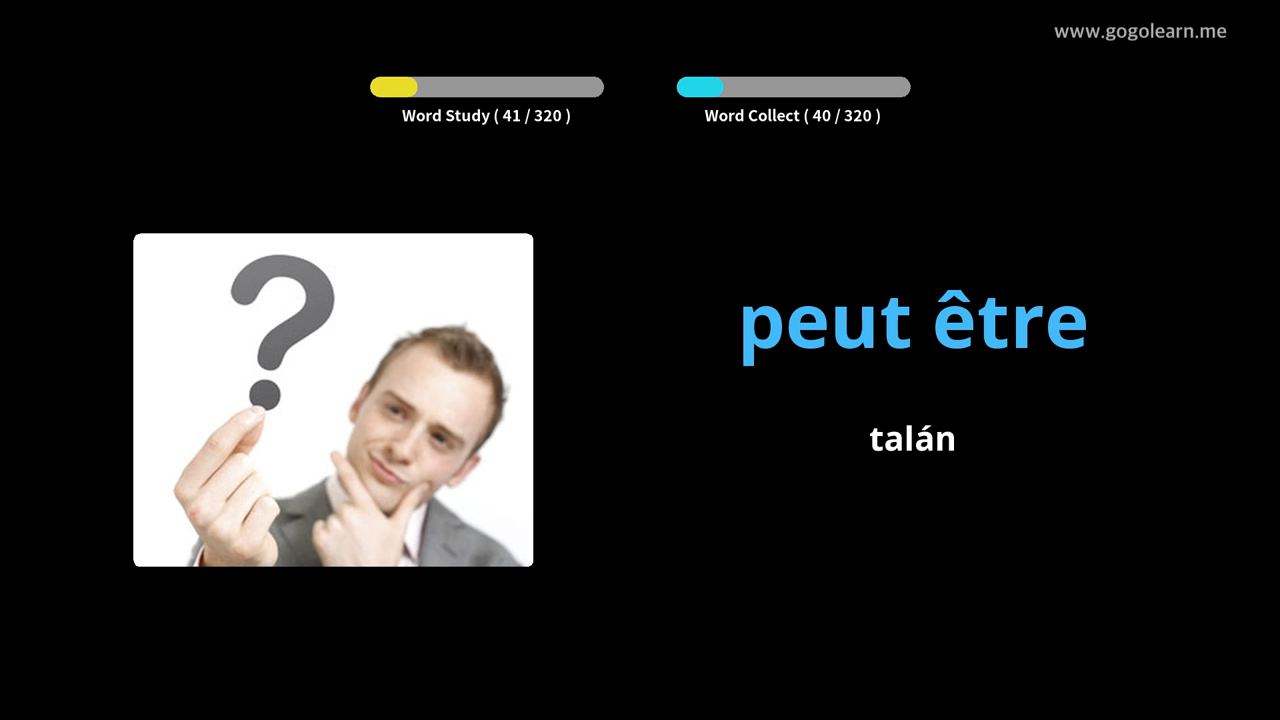 www.gogolearn.me
Word Study ( 41 / 320 )
Word Collect ( 40 / 320 )
?
peut être
talán